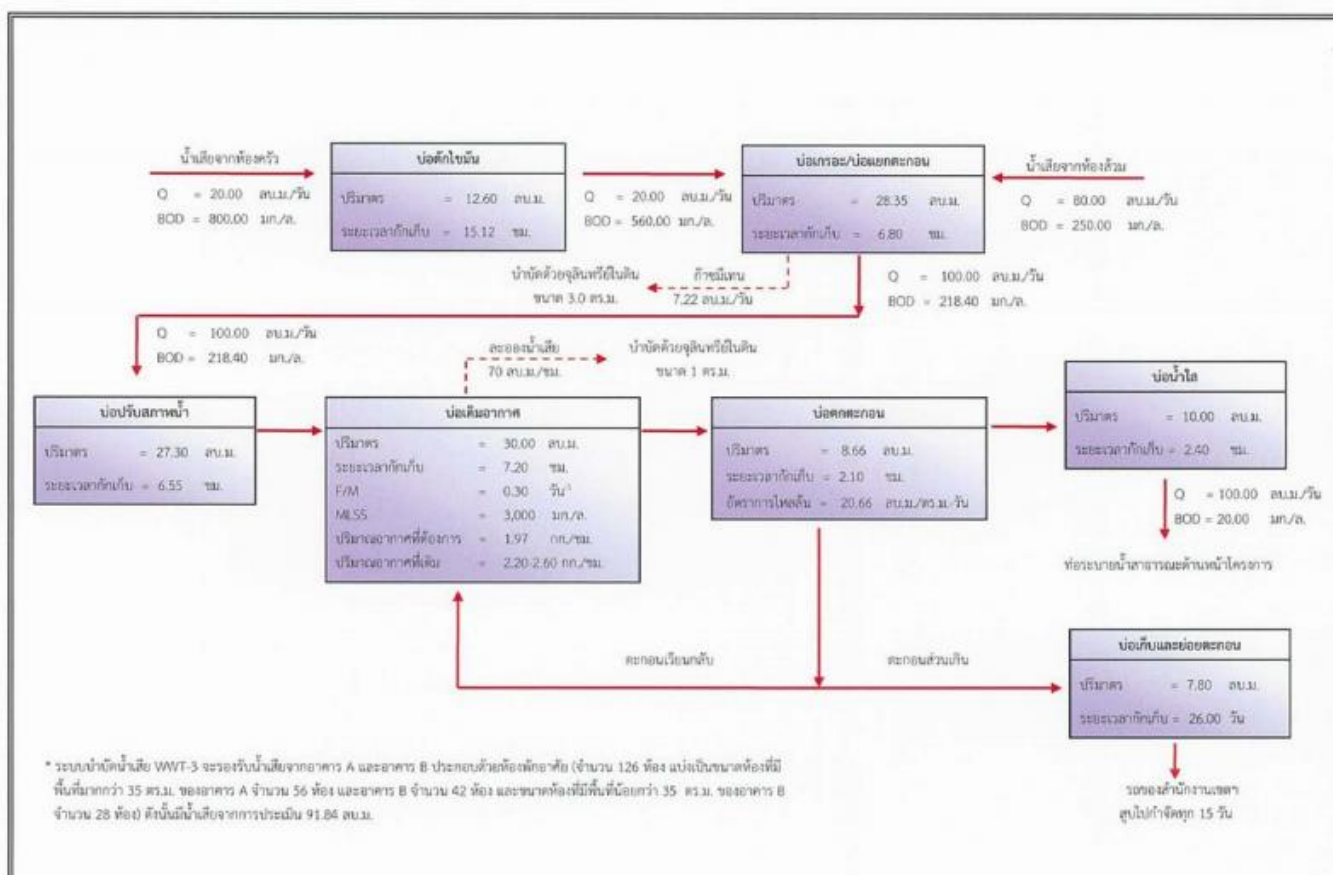 น้ำเสียจากห้องครัว
Q = 20.00 ลบ.ม./วัน
BOD = 800.00 มก./ล.
บ่อดักไขมัน
ปริมาตร = 12.60 ลบ.ม.
ระยะเวลากักเก็บ = 15.12 ชม.
Q = 20.00 ลบ.ม./วัน
BOD = 560.00 มก./ล.
บ่อเกรอะ/บ่อแยกตะกอน
ปริมาตร = 28.35 ลบ.ม.
ระยะเวลากักเก็บ = 6.80 ชม.
น้ำเสียจากห้องส้วม
Q = 80.00 ลบ.ม./วัน
BOD = 250.00 มก./ล.
บำบัดด้วยจุลินทรีย์ในดิน
ขนาด 3.0 ตร.ม.
ก๊าซมีเทน
7.22 ลบ.ม./วัน
Q = 100.00 ลบ.ม./วัน
BOD = 218.40 มก./ล.
Q = 100.00 ลบ.ม./วัน
BOD = 218.40 มก./ล.
ละอองน้ำเสีย
70 ลบ.ม./ชม.
บำบัดด้วยจุลินทรีย์ในดิน
ขนาด 1 ตร.ม.
บ่อปรับสภาพน้ำ
ปริมาตร = 27.30 ลบ.ม.
ระยะเวลากักเก็บ = 6.55 ชม.
บ่อเติมอากาศ
ปริมาตร = 30.00 ลบ.ม.
ระยะเวลากักเก็บ = 7.20 ชม.
F/M = 0.30 วัน⁻¹
MLSS = 3,000 มก./ล.
ปริมาณอากาศที่ต้องการ = 1.97 กก./ชม.
ปริมาณอากาศที่เติม = 2.20-2.60 กก./ชม.
บ่อตกตะกอน
ปริมาตร = 8.66 ลบ.ม.
ระยะเวลากักเก็บ = 2.10 ชม.
อัตราการไหลล้น = 20.66 ลบ.ม./ตร.ม.-วัน
บ่อน้ำใส
ปริมาตร = 10.00 ลบ.ม.
ระยะเวลากักเก็บ = 2.40 ชม.
Q = 100.00 ลบ.ม./วัน
BOD = 20.00 มก./ล.
ท่อระบายน้ำสาธารณะด้านหน้าโครงการ
ตะกอนเวียนกลับ
ตะกอนส่วนเกิน
บ่อเก็บและย่อยตะกอน
ปริมาตร = 7.80 ลบ.ม.
ระยะเวลากักเก็บ = 26.00 วัน
รถของสำนักงานเขตฯ
สูบไปกำจัดทุก 15 วัน
* ระบบบำบัดน้ำเสีย WWT-3 จะรองรับน้ำเสียจากอาคาร A และอาคาร B ประกอบด้วยห้องพักอาศัย (จำนวน 126 ห้อง แบ่งเป็นขนาดห้องที่มี
พื้นที่มากกว่า 35 ตร.ม. ของอาคาร A จำนวน 56 ห้อง และอาคาร B จำนวน 42 ห้อง และขนาดห้องที่มีพื้นที่น้อยกว่า 35 ตร.ม. ของอาคาร B
จำนวน 28 ห้อง) ดังนั้นมีน้ำเสียจากการประเมิน 91.84 ลบ.ม.